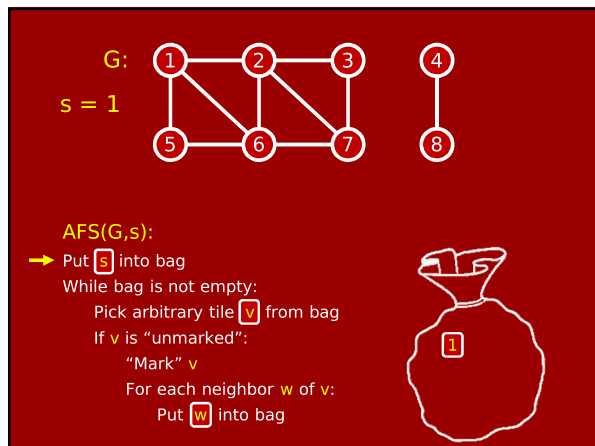 G:
1 2 3 4
s = 1
5 6 7 8
AFS(G,s):
Put s into bag
While bag is not empty:
Pick arbitrary tile v from bag
If v is “unmarked”:
“Mark” v
For each neighbor w of v:
Put w into bag
1